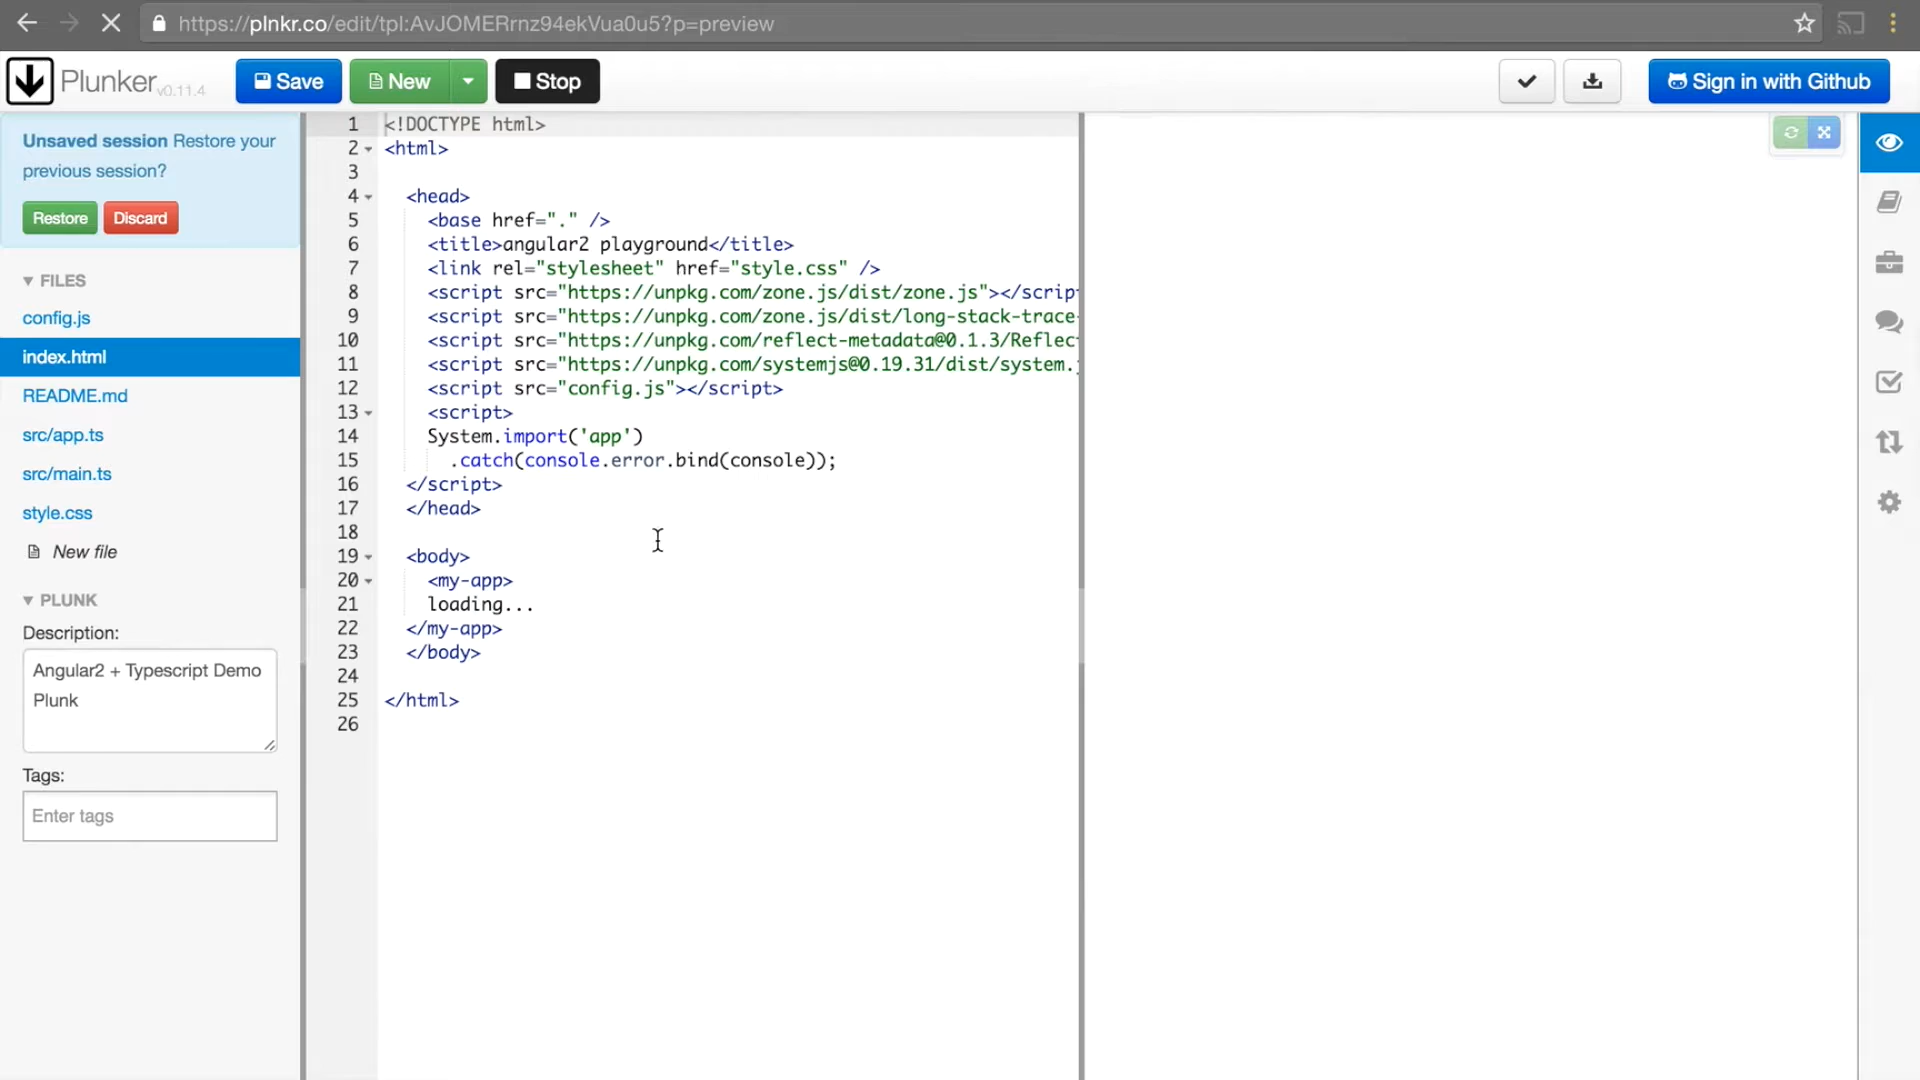 https://plnkr.co/edit/tpl:AvJOMERrnz94ekVua0u5?p=preview
Plunker v0.11.4
Save
New
Stop
Sign in with Github
Unsaved session Restore your
previous session?
Restore
Discard
FILES
config.js
index.html
README.md
src/app.ts
src/main.ts
style.css
New file
PLUNK
Description:
Angular2 + Typescript Demo
Plunk
Tags:
Enter tags
1 <!DOCTYPE html>
2 <html>
3
4 <head>
5 <base href="." />
6 <title>angular2 playground</title>
7 <link rel="stylesheet" href="style.css" />
8 <script src="https://unpkg.com/zone.js/dist/zone.js"></script
9 <script src="https://unpkg.com/zone.js/dist/long-stack-trace-
10 <script src="https://unpkg.com/reflect-metadata@0.1.3/Reflect
11 <script src="https://unpkg.com/systemjs@0.19.31/dist/system.j
12 <script src="config.js"></script>
13 <script>
14 System.import('app')
15 .catch(console.error.bind(console));
16 </script>
17 </head>
18
19 <body>
20 <my-app>
21 loading...
22 </my-app>
23 </body>
24
25 </html>
26